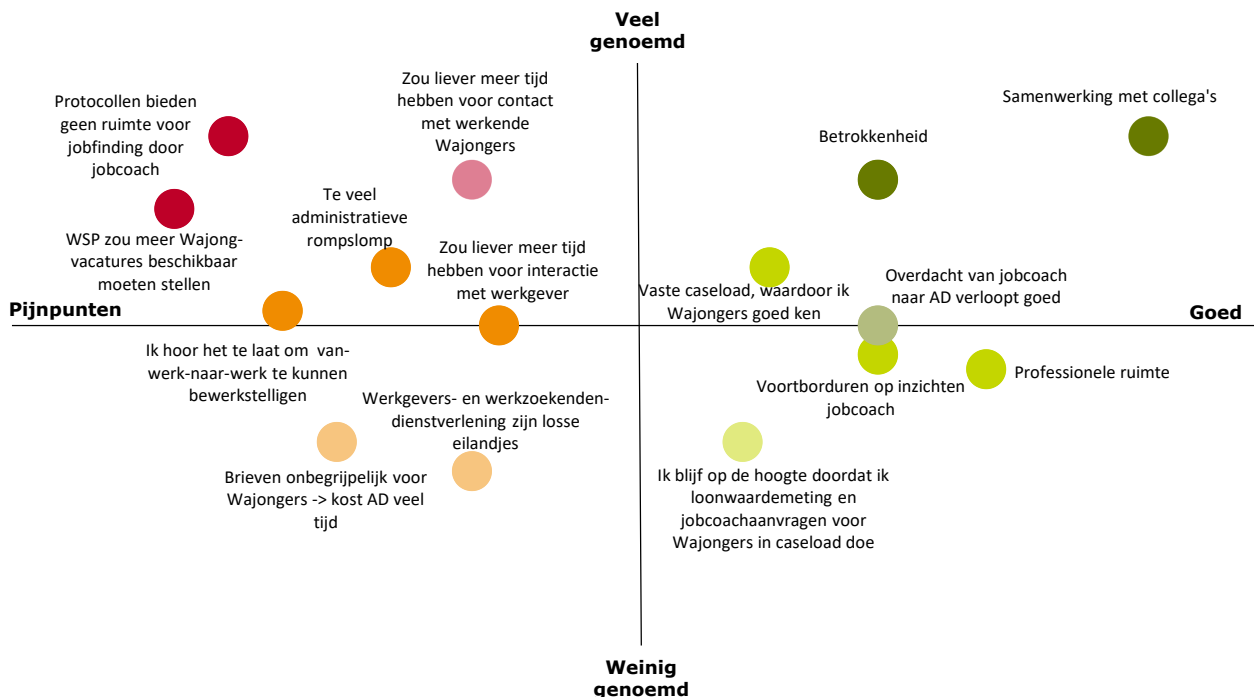 Veel
genoemd
Protocollen bieden
geen ruimte voor
jobfinding door
jobcoach
Zou liever meer tijd
hebben voor contact
met werkende
Wajongers
Samenwerking met collega's
Betrokkenheid
WSP zou meer Wajong-
vacatures beschikbaar
moeten stellen
Te veel
administratieve
rompslomp
Zou liever meer tijd
hebben voor interactie
met werkgever
Vaste caseload, waardoor ik
Wajongers goed ken
Overdacht van jobcoach
naar AD verloopt goed
Pijnpunten
Goed
Ik hoor het te laat om van-
werk-naar-werk te kunnen
bewerkstelligen
Werkgevers- en werkzoekenden-
dienstverlening zijn losse
eilandjes
Voortborduren op inzichten
jobcoach
Professionele ruimte
Brieven onbegrijpelijk voor
Wajongers -> kost AD veel
tijd
Ik blijf op de hoogte doordat ik
loonwaardemeting en
jobcoachaanvragen voor
Wajongers in caseload doe
Weinig
genoemd